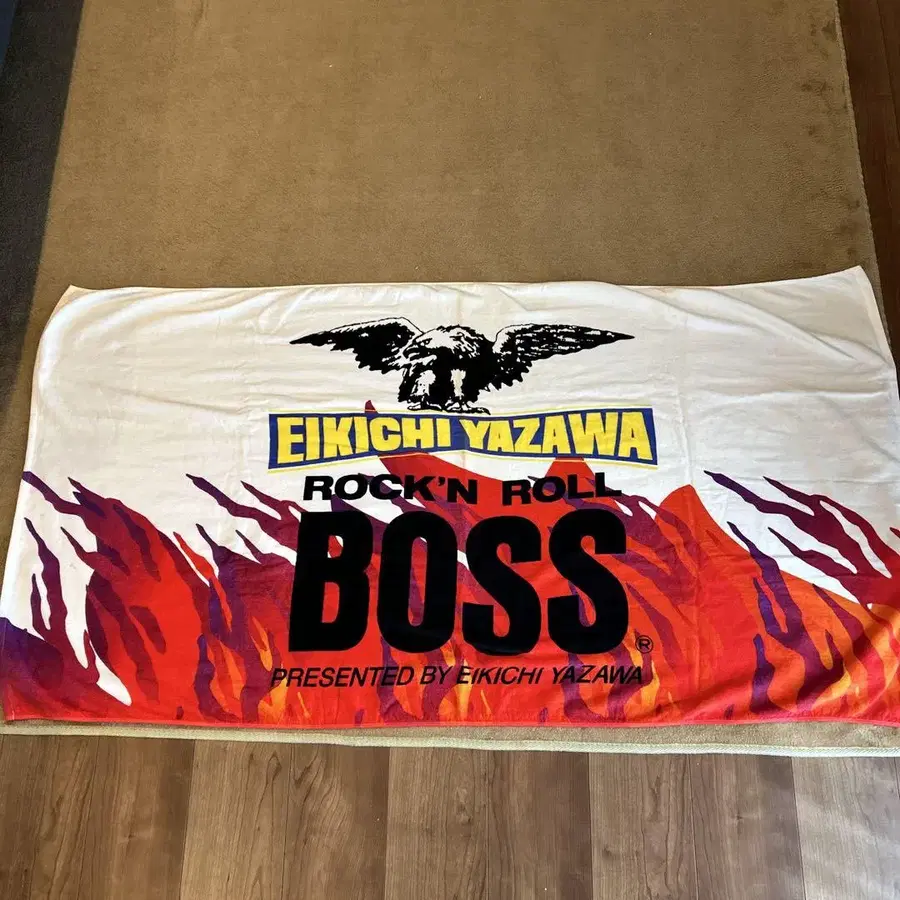 EIKICHI YAZAWA
ROCK'N ROLL
BOSS®
PRESENTED BY EIKICHI YAZAWA